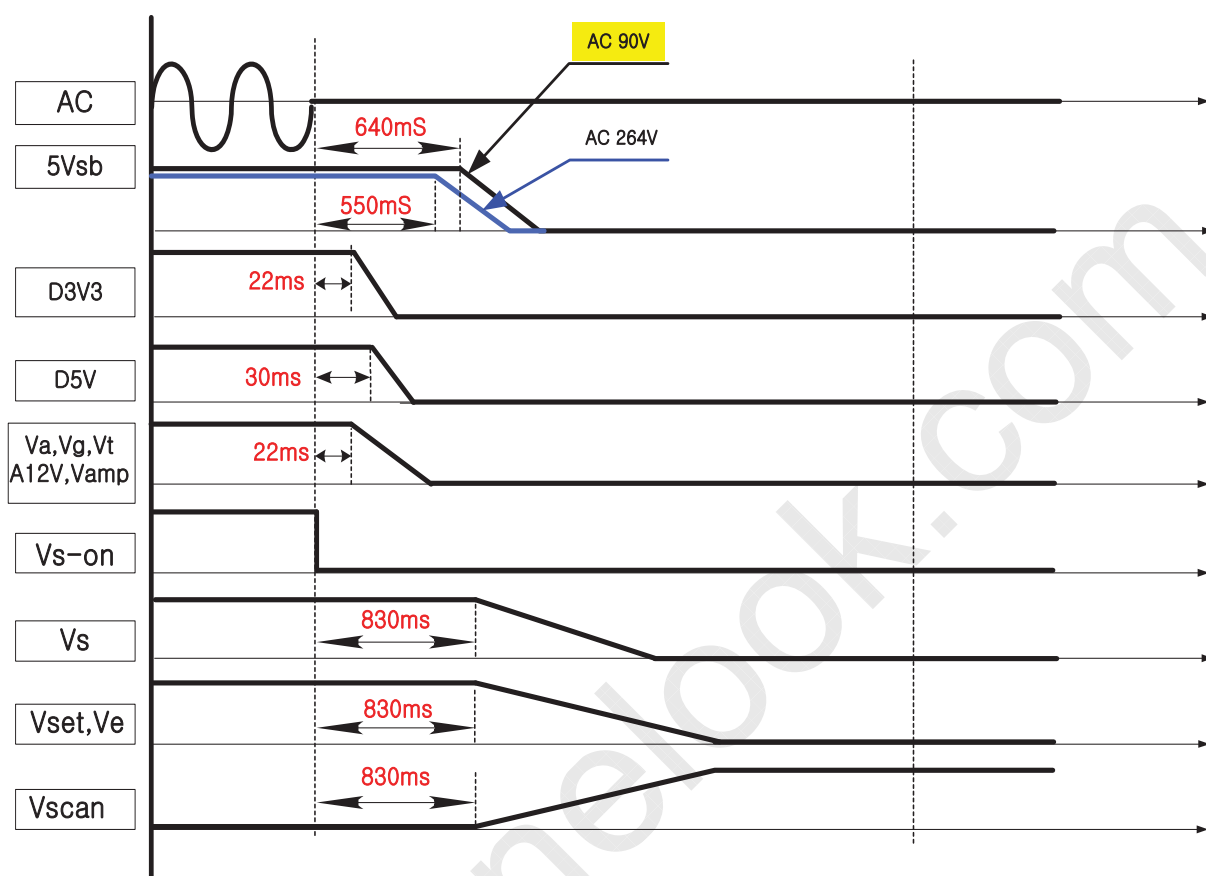 AC 90V
AC
640mS
AC 264V
5Vsb
550mS
22ms
D3V3
D5V
30ms
Va,Vg,Vt
A12V,Vamp
22ms
Vs-on
830ms
Vs
830ms
Vset,Ve
830ms
Vscan
nelook.com